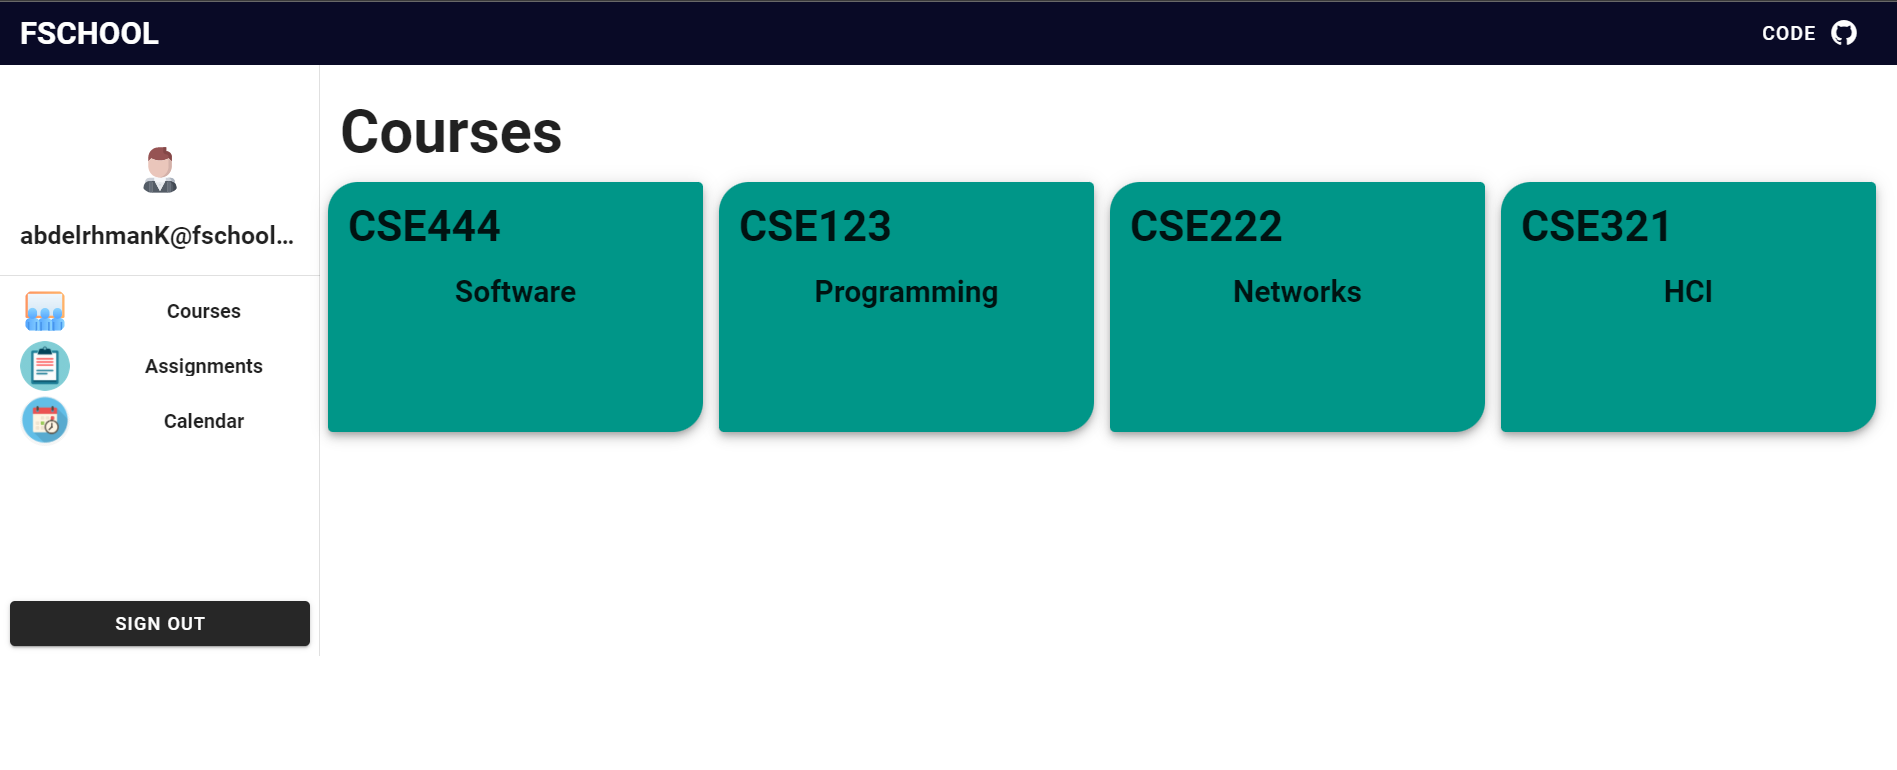 FSCHOOL
CODE
abdelrhmanK@fschool...
Courses
Assignments
Calendar
SIGN OUT
Courses
CSE444
Software
CSE123
Programming
CSE222
Networks
CSE321
HCI